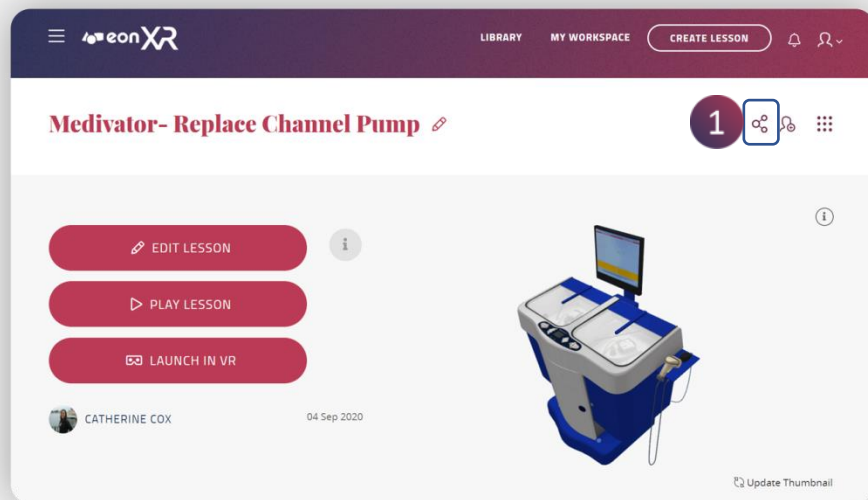 eonXR
LIBRARY MY WORKSPACE CREATE LESSON
Medivator- Replace Channel Pump
1
EDIT LESSON
PLAY LESSON
LAUNCH IN VR
CATHERINE COX 04 Sep 2020
Update Thumbnail